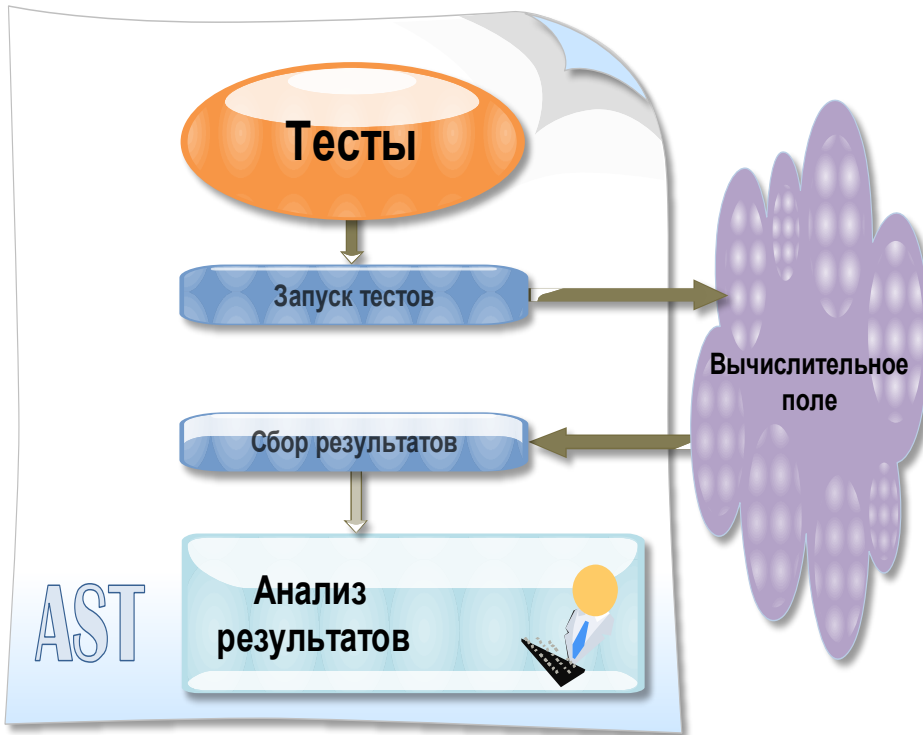 Тесты
Запуск тестов
Вычислительное
поле
Сбор результатов
Анализ
результатов
AST